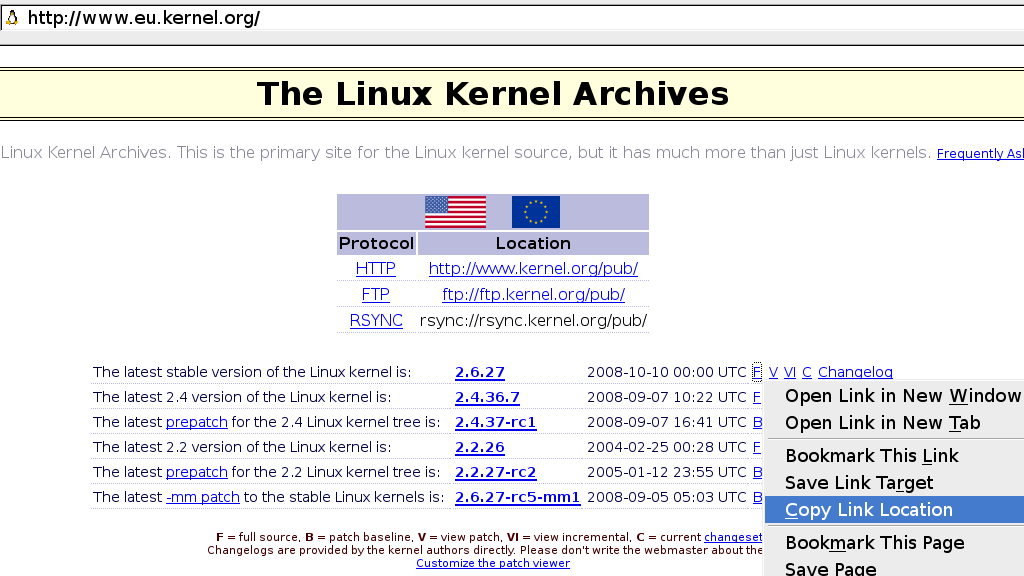 http://www.eu.kernel.org/
The Linux Kernel Archives
Linux Kernel Archives. This is the primary site for the Linux kernel source, but it has much more than just Linux kernels. Frequently Ask
Protocol Location
HTTP http://www.kernel.org/pub/
FTP ftp://ftp.kernel.org/pub/
RSYNC rsync://rsync.kernel.org/pub/
The latest stable version of the Linux kernel is: 2.6.27 2008-10-10 00:00 UTC F V VI C Changelog
The latest 2.4 version of the Linux kernel is: 2.4.36.7 2008-09-07 10:22 UTC F
The latest prepatch for the 2.4 Linux kernel tree is: 2.4.37-rc1 2008-09-07 16:41 UTC B
The latest 2.2 version of the Linux kernel is: 2.2.26 2004-02-25 00:28 UTC F
The latest prepatch for the 2.2 Linux kernel tree is: 2.2.27-rc2 2005-01-12 23:55 UTC B
The latest -mm patch to the stable Linux kernels is: 2.6.27-rc5-mm1 2008-09-05 05:03 UTC B
Open Link in New Window
Open Link in New Tab
Bookmark This Link
Save Link Target
Copy Link Location
Bookmark This Page
Save Page
F = full source, B = patch baseline, V = view patch, VI = view incremental, C = current changeset
Changelogs are provided by the kernel authors directly. Please don't write the webmaster about the
Customize the patch viewer